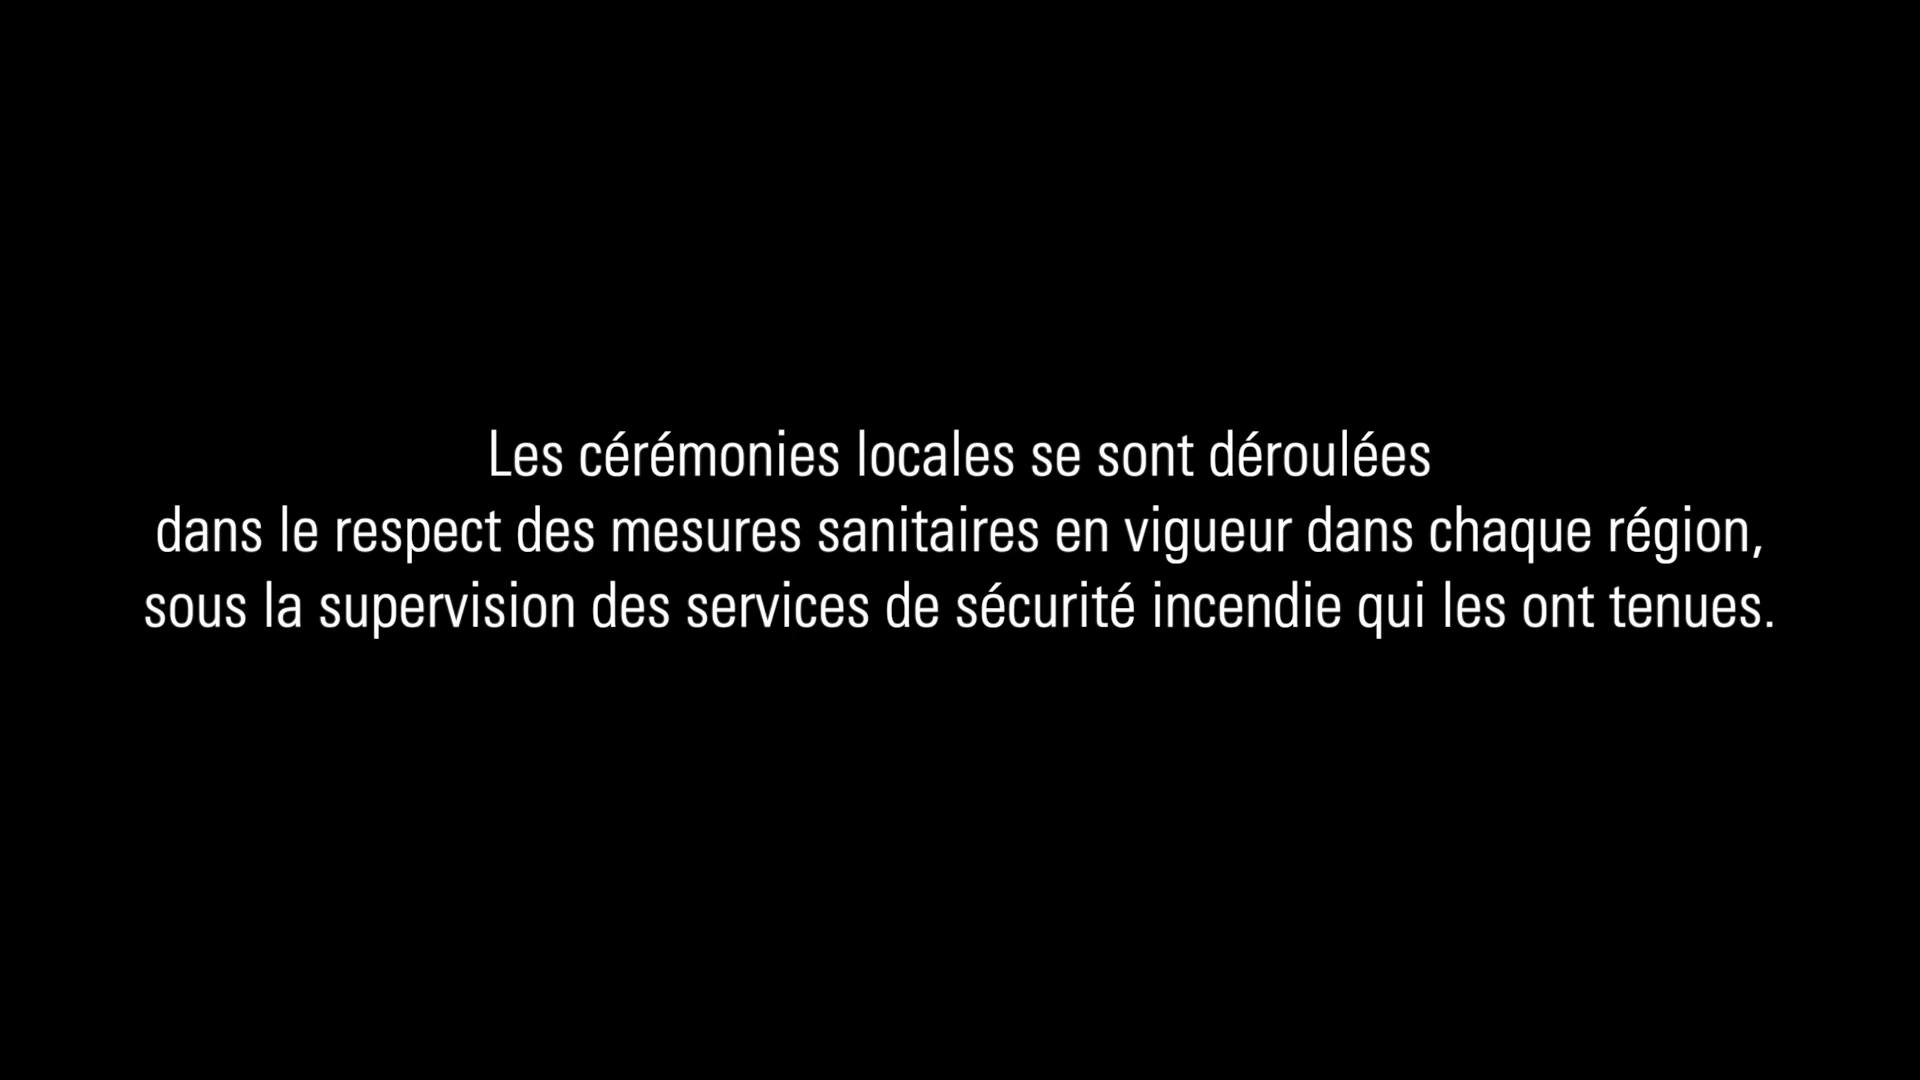 Les cérémonies locales se sont déroulées
dans le respect des mesures sanitaires en vigueur dans chaque région,
sous la supervision des services de sécurité incendie qui les ont tenues.